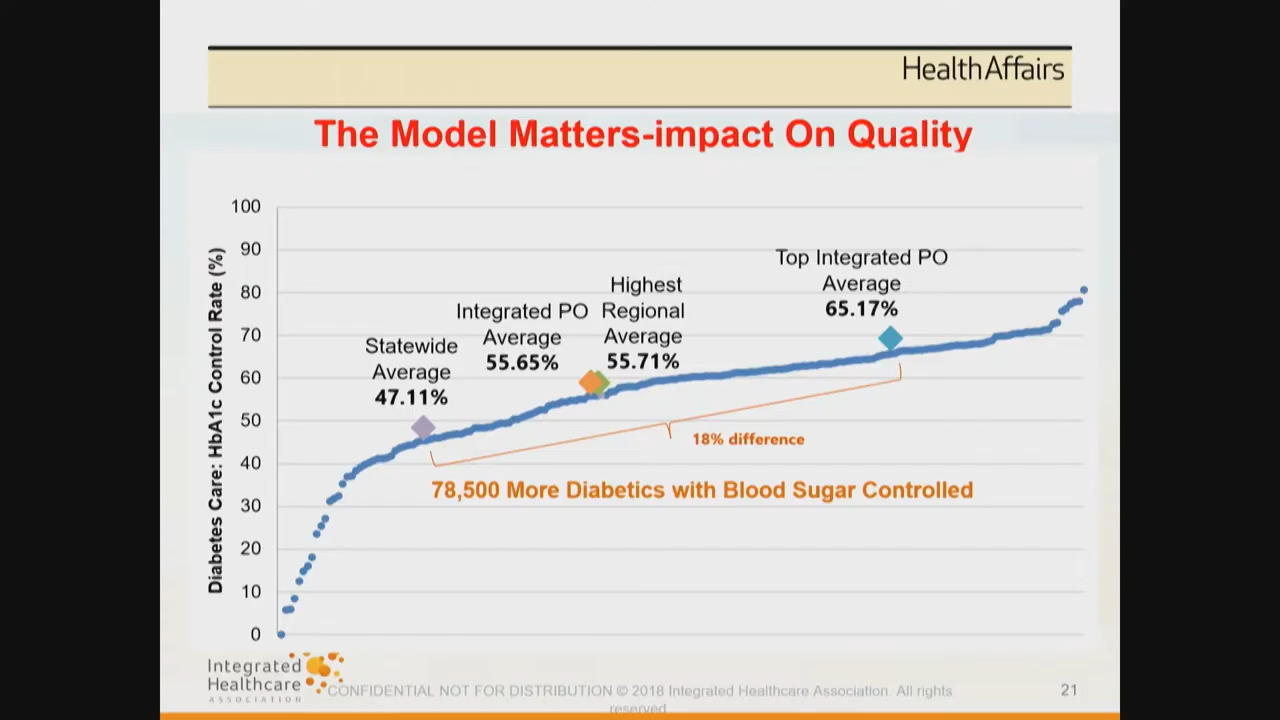 HealthAffairs
The Model Matters-impact On Quality
Diabetes Care: HbA1c Control Rate (%)
100
90
80
70
60
50
40
30
20
10
0
Statewide
Average
47.11%
Integrated PO
Average
55.65%
Highest
Regional
Average
55.71%
Top Integrated PO
Average
65.17%
18% difference
78,500 More Diabetics with Blood Sugar Controlled
Integrated
Healthcare
ASSOCIATION
CONFIDENTIAL NOT FOR DISTRIBUTION © 2018 Integrated Healthcare Association. All rights
reserved
21